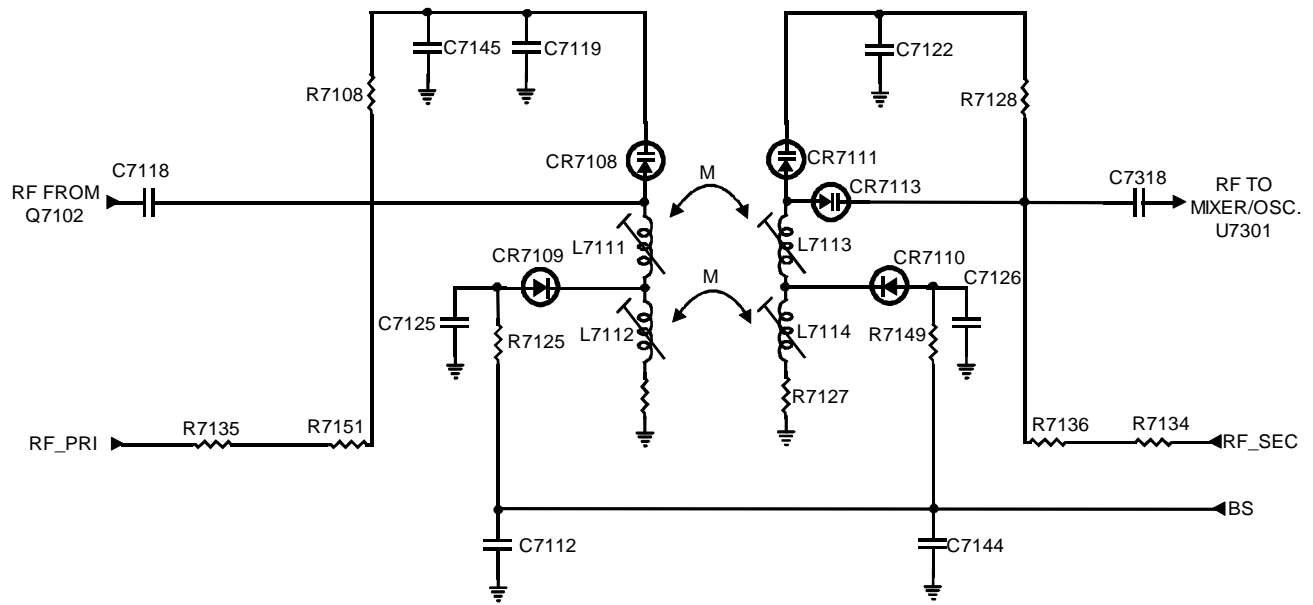 C7145
C7119
C7122
R7108
R7128
CR7108
CR7111
C7118
M
CR7113
C7318
RF FROM
Q7102
RF TO
MIXER/OSC.
U7301
L7111
L7113
CR7109
M
CR7110
C7126
C7125
R7125
L7112
L7114
R7149
R7127
RF_PRI
R7135
R7151
R7136
R7134
RF_SEC
BS
C7112
C7144